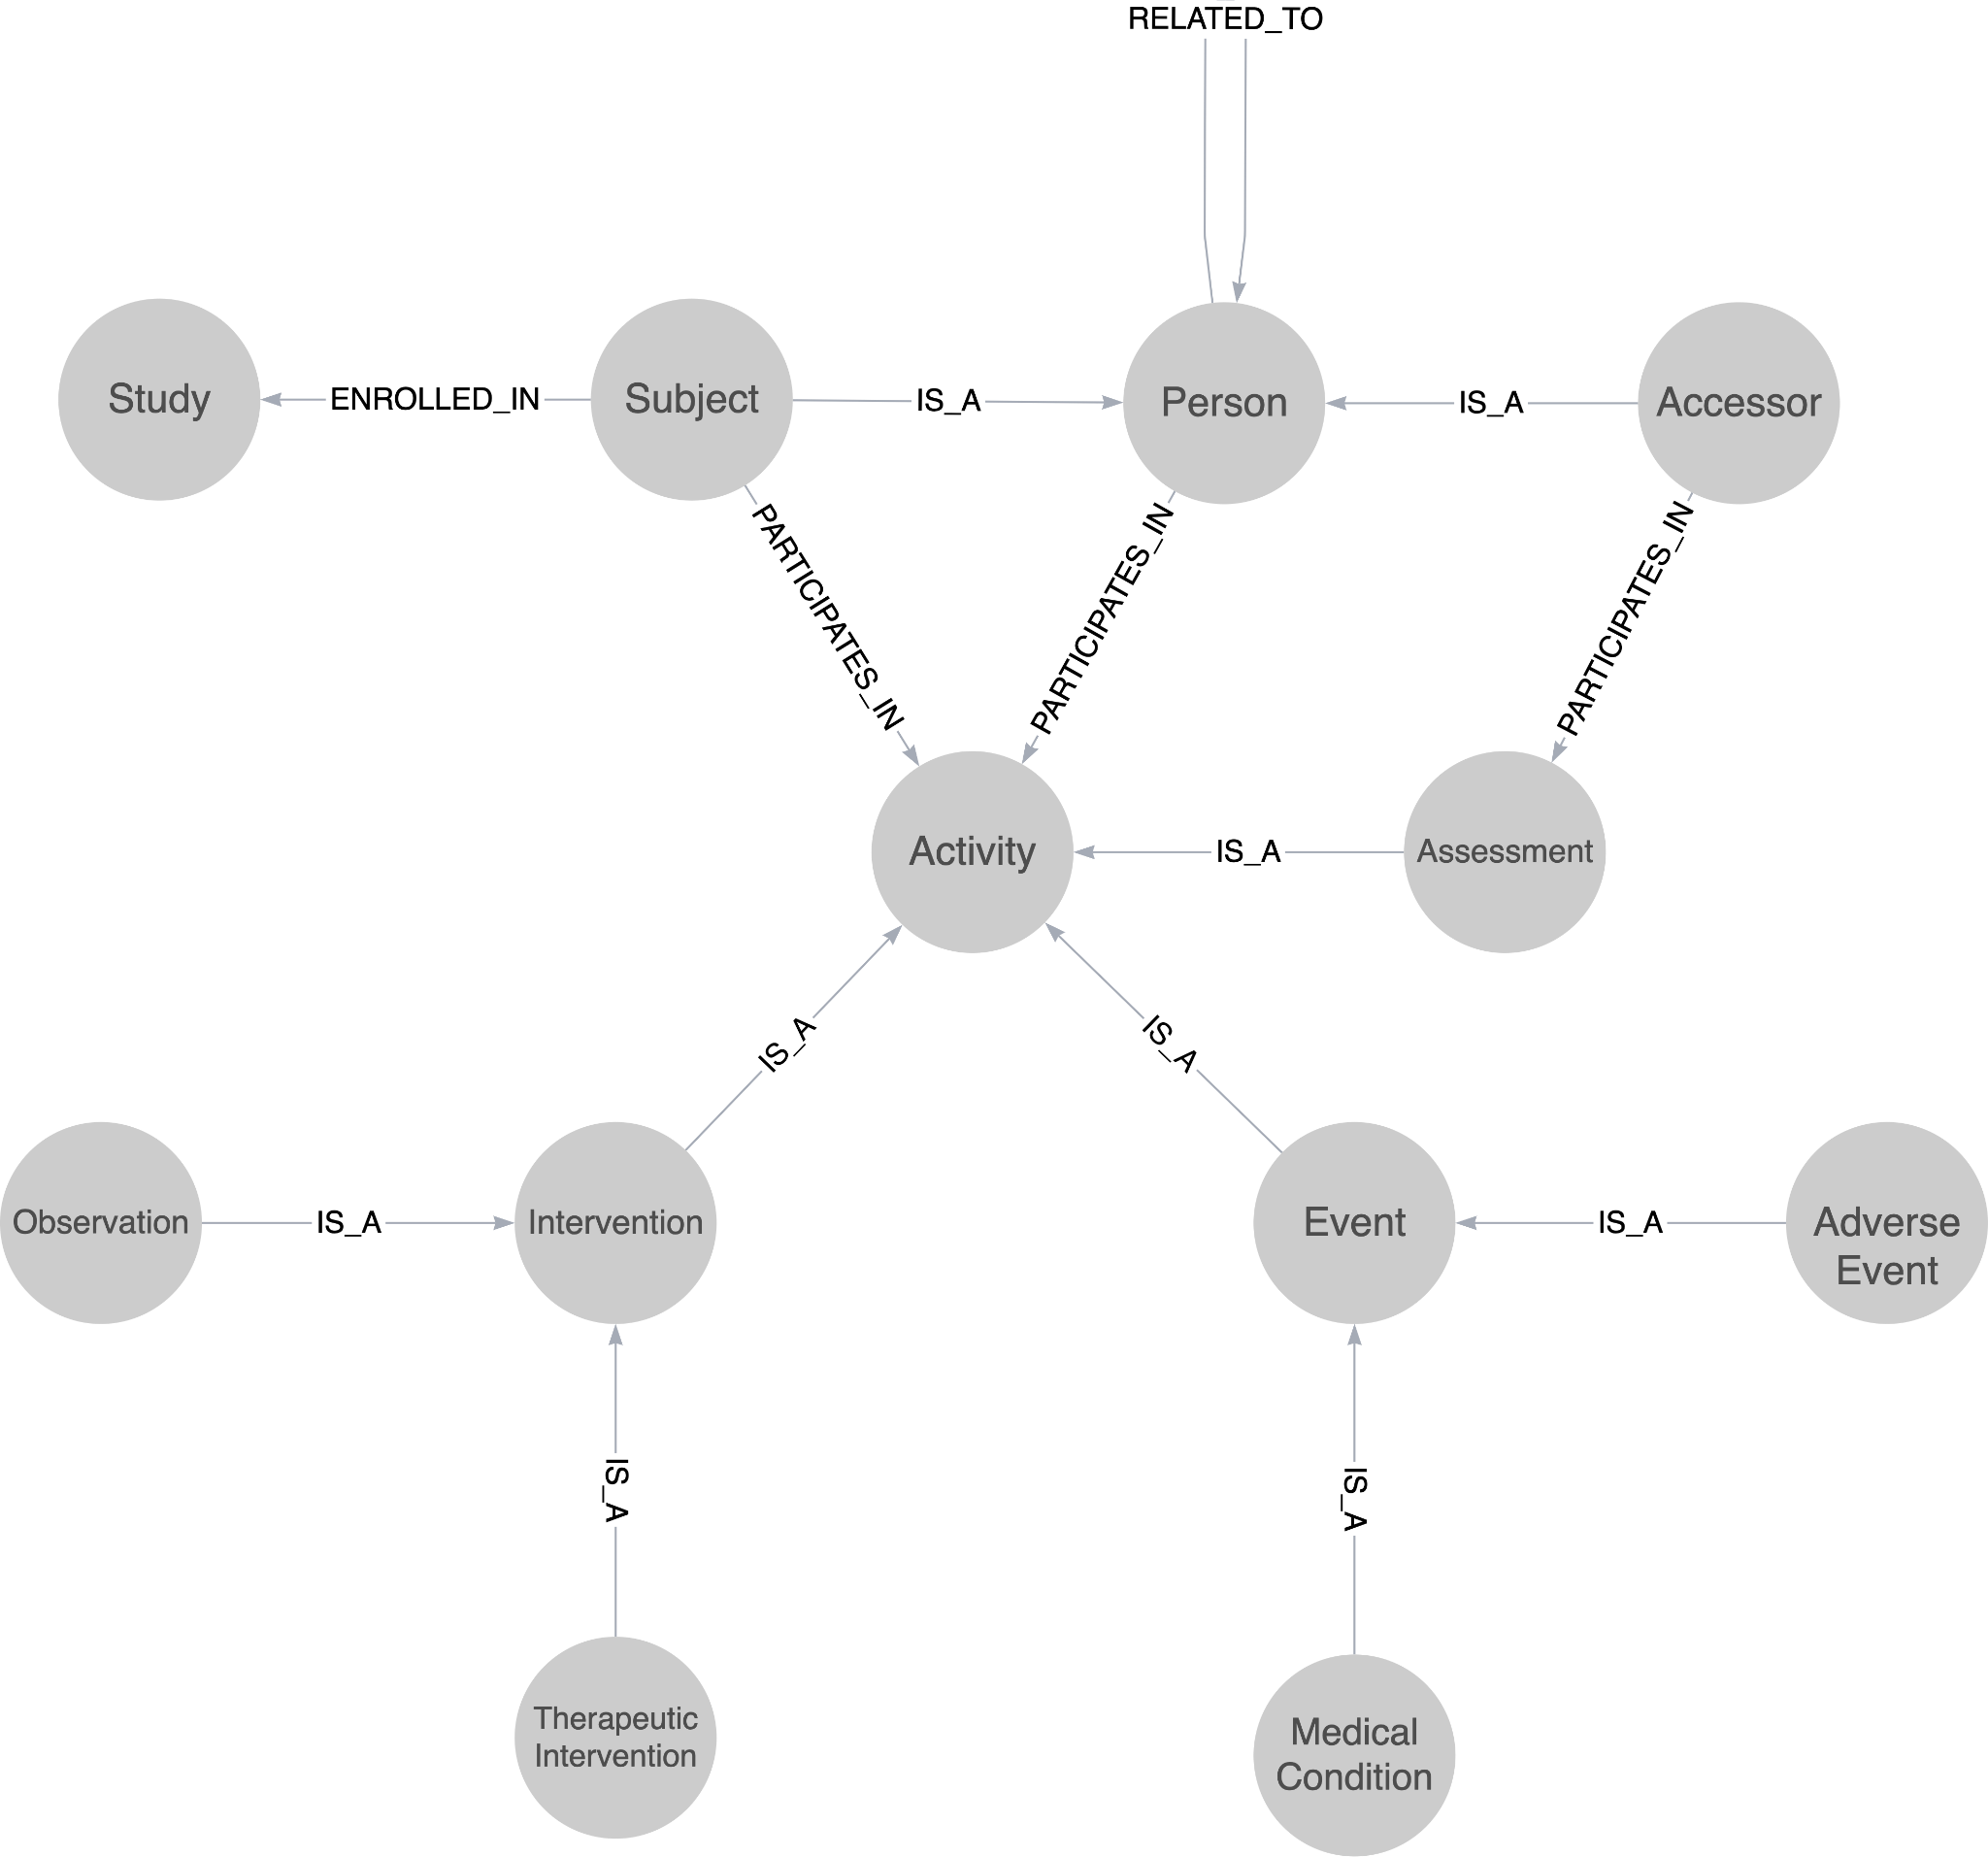 RELATED_TO
Study
ENROLLED_IN
Subject
IS_A
Person
IS_A
Accessor
PARTICIPATES_IN
PARTICIPATES_IN
PARTICIPATES_IN
Activity
IS_A
Assessment
IS_A
IS_A
Observation
IS_A
Intervention
Event
IS_A
Adverse
Event
IS_A
IS_A
Therapeutic
Intervention
Medical
Condition